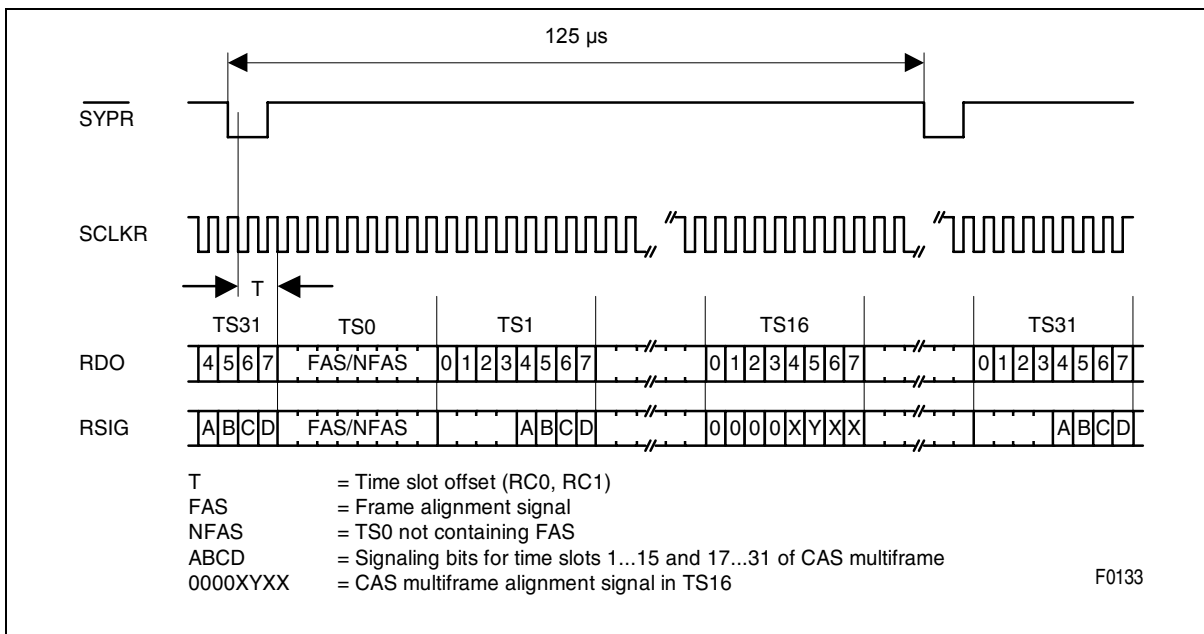 125 µs
SYPR
SCLKR
T
TS31 TS0 TS1 TS16 TS31
RDO 4 5 6 7 FAS/NFAS 0 1 2 3 4 5 6 7 0 1 2 3 4 5 6 7 0 1 2 3 4 5 6 7
RSIG A B C D FAS/NFAS A B C D 0 0 0 0 X Y X X A B C D
T = Time slot offset (RC0, RC1)
FAS = Frame alignment signal
NFAS = TS0 not containing FAS
ABCD = Signaling bits for time slots 1...15 and 17...31 of CAS multiframe
0000XYXX = CAS multiframe alignment signal in TS16
F0133